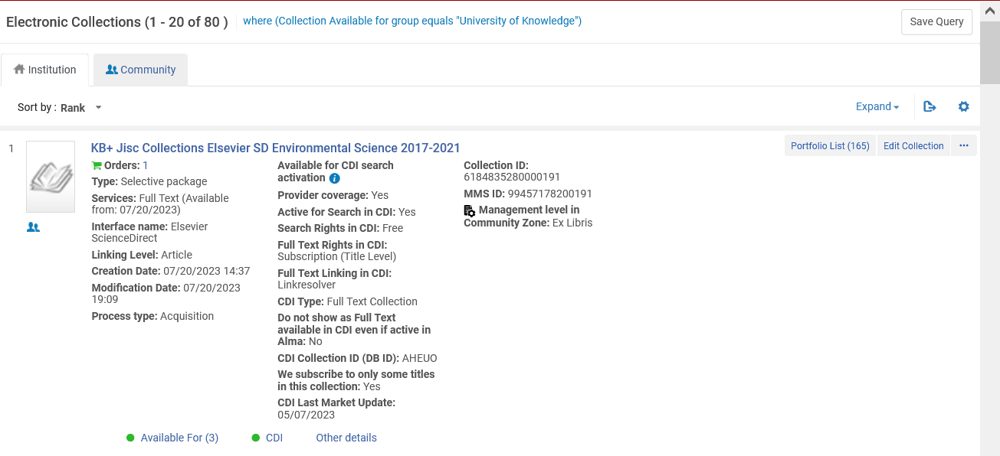 Electronic Collections (1 - 20 of 80 ) where (Collection Available for group equals "University of Knowledge") Save Query
Institution Community
Sort by : Rank Expand
1 KB+ Jisc Collections Elsevier SD Environmental Science 2017-2021 Portfolio List (165) Edit Collection ...
Orders: 1
Type: Selective package
Services: Full Text (Available
from: 07/20/2023)
Interface name: Elsevier
ScienceDirect
Linking Level: Article
Creation Date: 07/20/2023 14:37
Modification Date: 07/20/2023
19:09
Process type: Acquisition
Available for CDI search
activation i
Provider coverage: Yes
Active for Search in CDI: Yes
Search Rights in CDI: Free
Full Text Rights in CDI:
Subscription (Title Level)
Full Text Linking in CDI:
Linkresolver
CDI Type: Full Text Collection
Do not show as Full Text
available in CDI even if active in
Alma: No
CDI Collection ID (DB ID): AHEUO
We subscribe to only some titles
in this collection: Yes
CDI Last Market Update:
05/07/2023
Collection ID:
6184835280000191
MMS ID: 99457178200191
Management level in
Community Zone: Ex Libris
Available For (3) CDI Other details